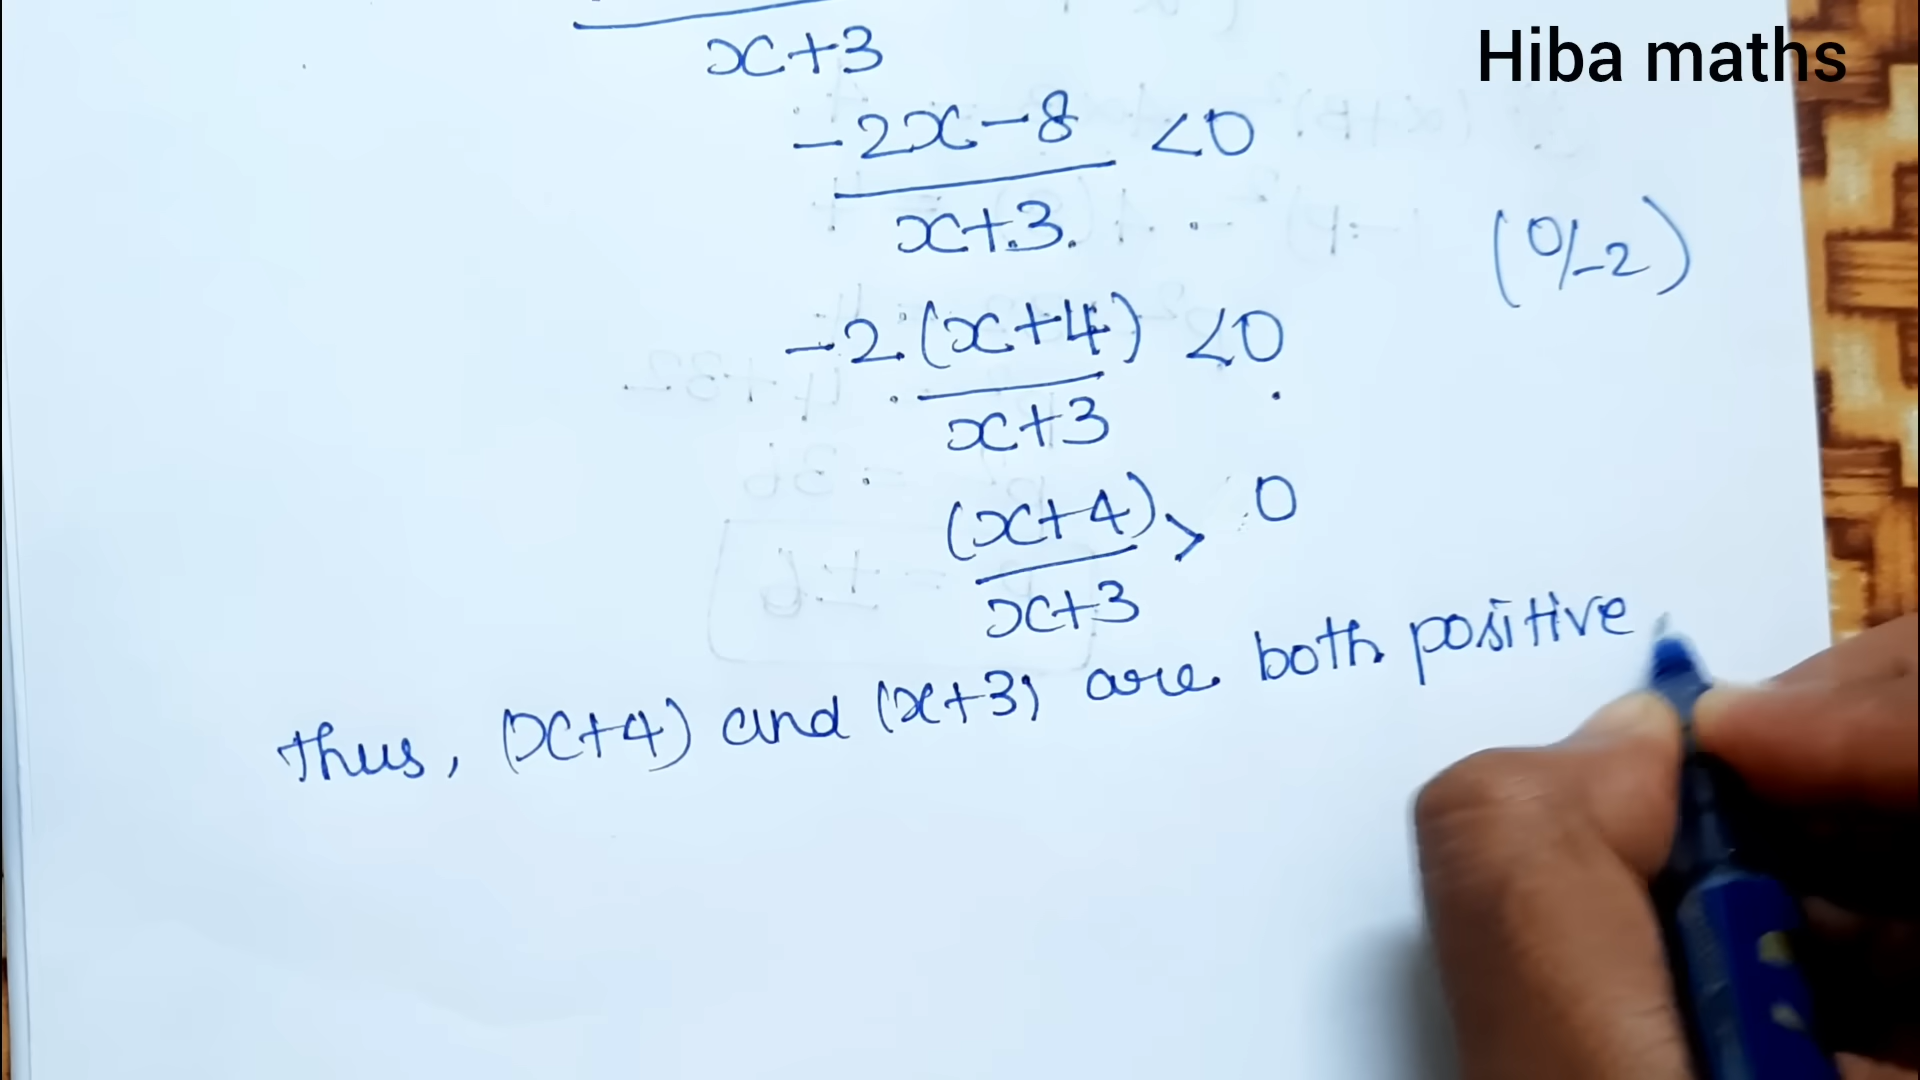 Hiba maths
x+3
-2x-8 <0
x+3
(0/-2)
-2(x+4) <0
x+3
(x+4) > 0
x+3
Thus, (x+4) and (x+3) are both positive